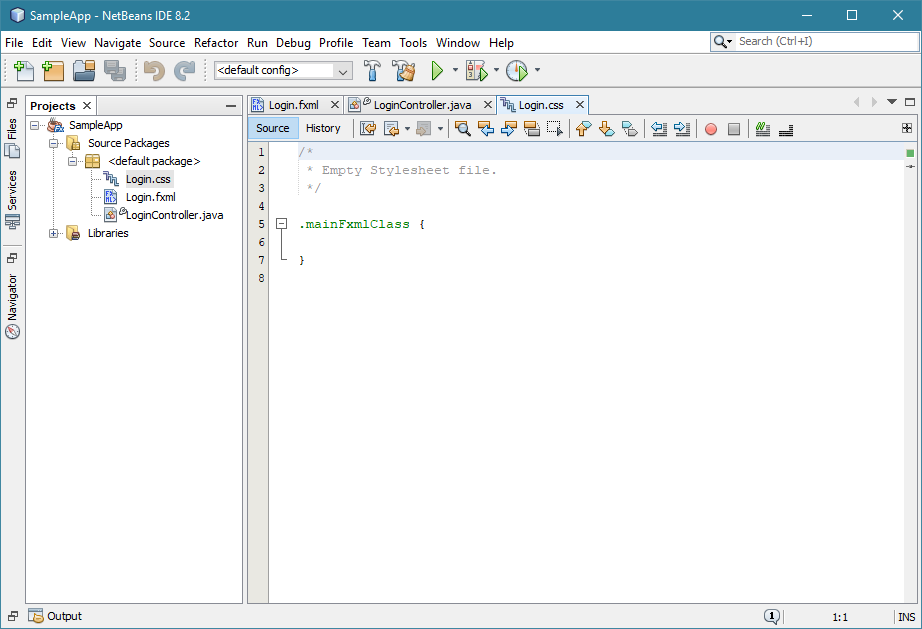 SampleApp - NetBeans IDE 8.2
File Edit View Navigate Source Refactor Run Debug Profile Team Tools Window Help
Search (Ctrl+I)
<default config>
Files
Services
Navigator
Projects
SampleApp
Source Packages
<default package>
Login.css
Login.fxml
LoginController.java
Libraries
Login.fxml LoginController.java Login.css
Source History
1 /*
2 * Empty Stylesheet file.
3 */
4
5 .mainFxmlClass {
6
7 }
8
Output
1
1:1
INS